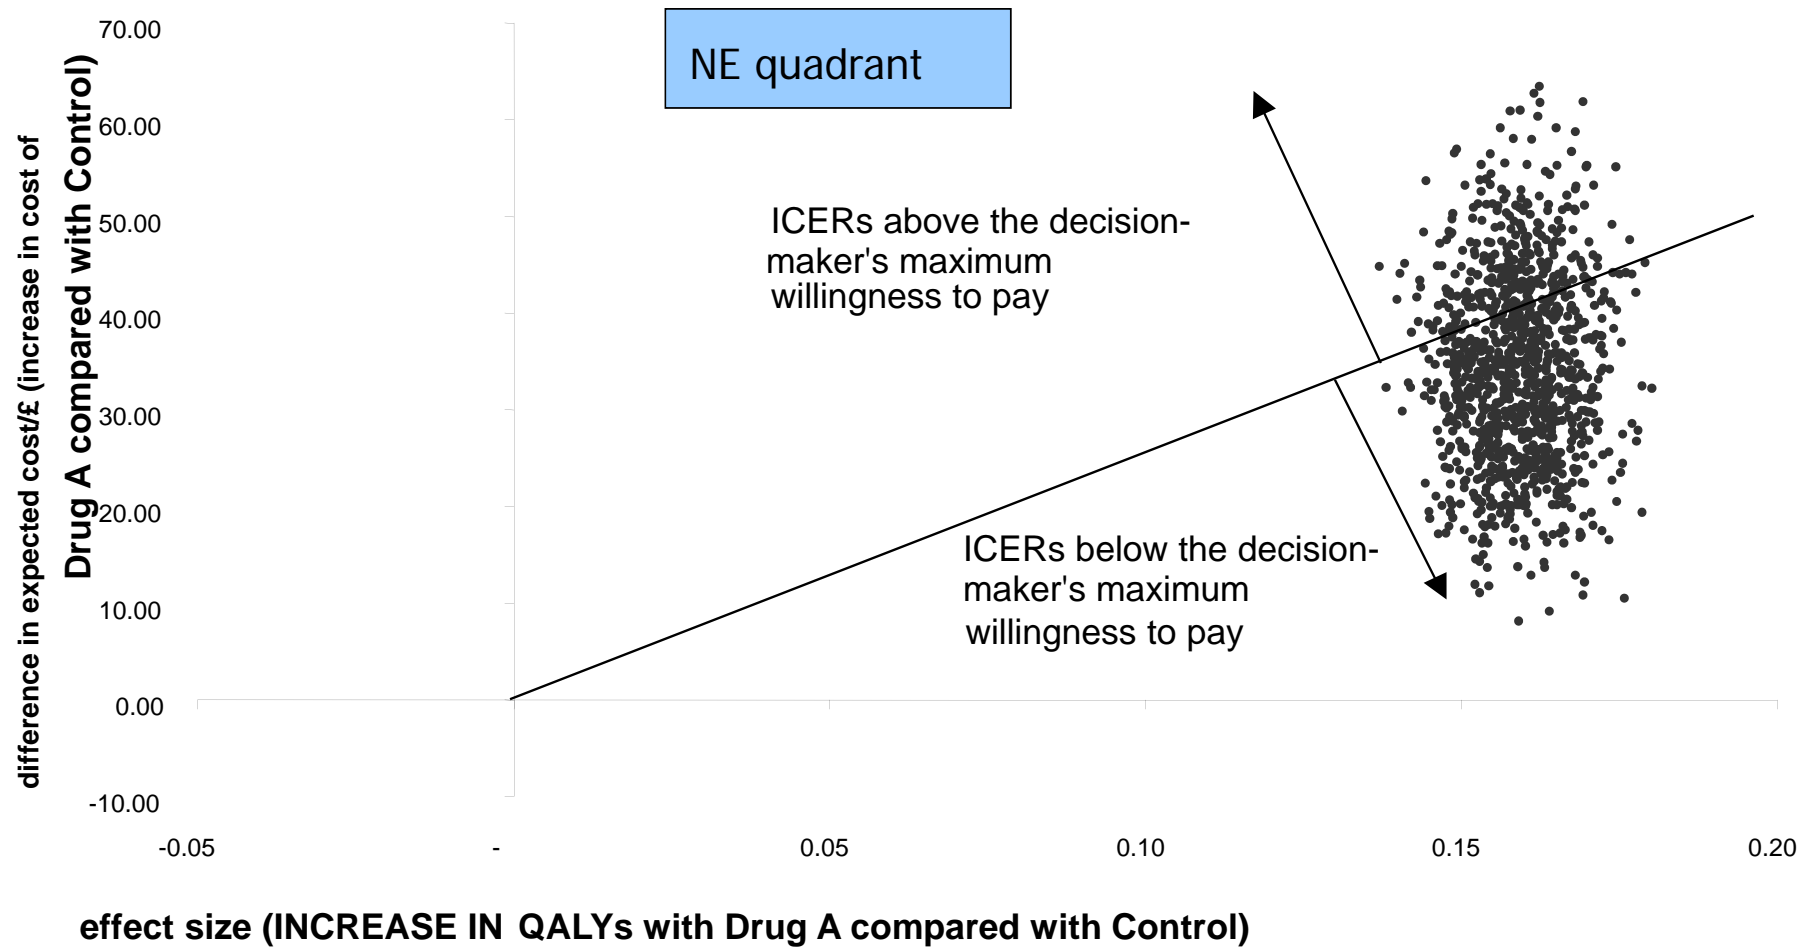 difference in expected cost/£ (increase in cost of
Drug A compared with Control)
70.00
60.00
50.00
40.00
30.00
20.00
10.00
0.00
-10.00
NE quadrant
ICERs above the decision-
maker's maximum
willingness to pay
ICERs below the decision-
maker's maximum
willingness to pay
-0.05 - 0.05 0.10 0.15 0.20
effect size (INCREASE IN QALYs with Drug A compared with Control)